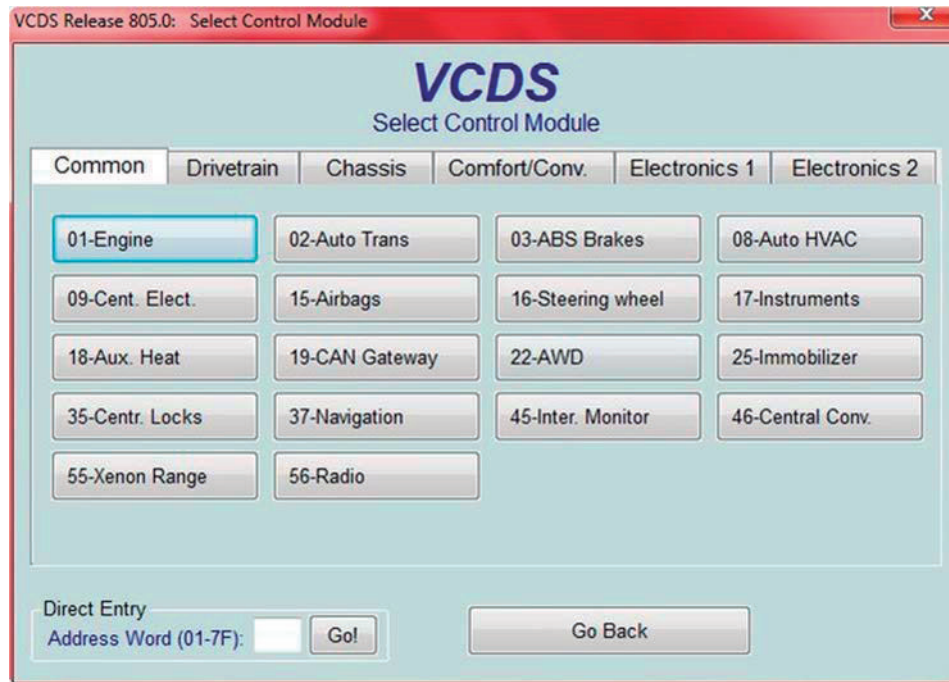 VCDS Release 805.0: Select Control Module
VCDS
Select Control Module
Common Drivetrain Chassis Comfort/Conv. Electronics 1 Electronics 2
01-Engine 02-Auto Trans 03-ABS Brakes 08-Auto HVAC
09-Cent. Elect. 15-Airbags 16-Steering wheel 17-Instruments
18-Aux. Heat 19-CAN Gateway 22-AWD 25-Immobilizer
35-Centr. Locks 37-Navigation 45-Inter. Monitor 46-Central Conv.
55-Xenon Range 56-Radio
Direct Entry
Address Word (01-7F): Go! Go Back